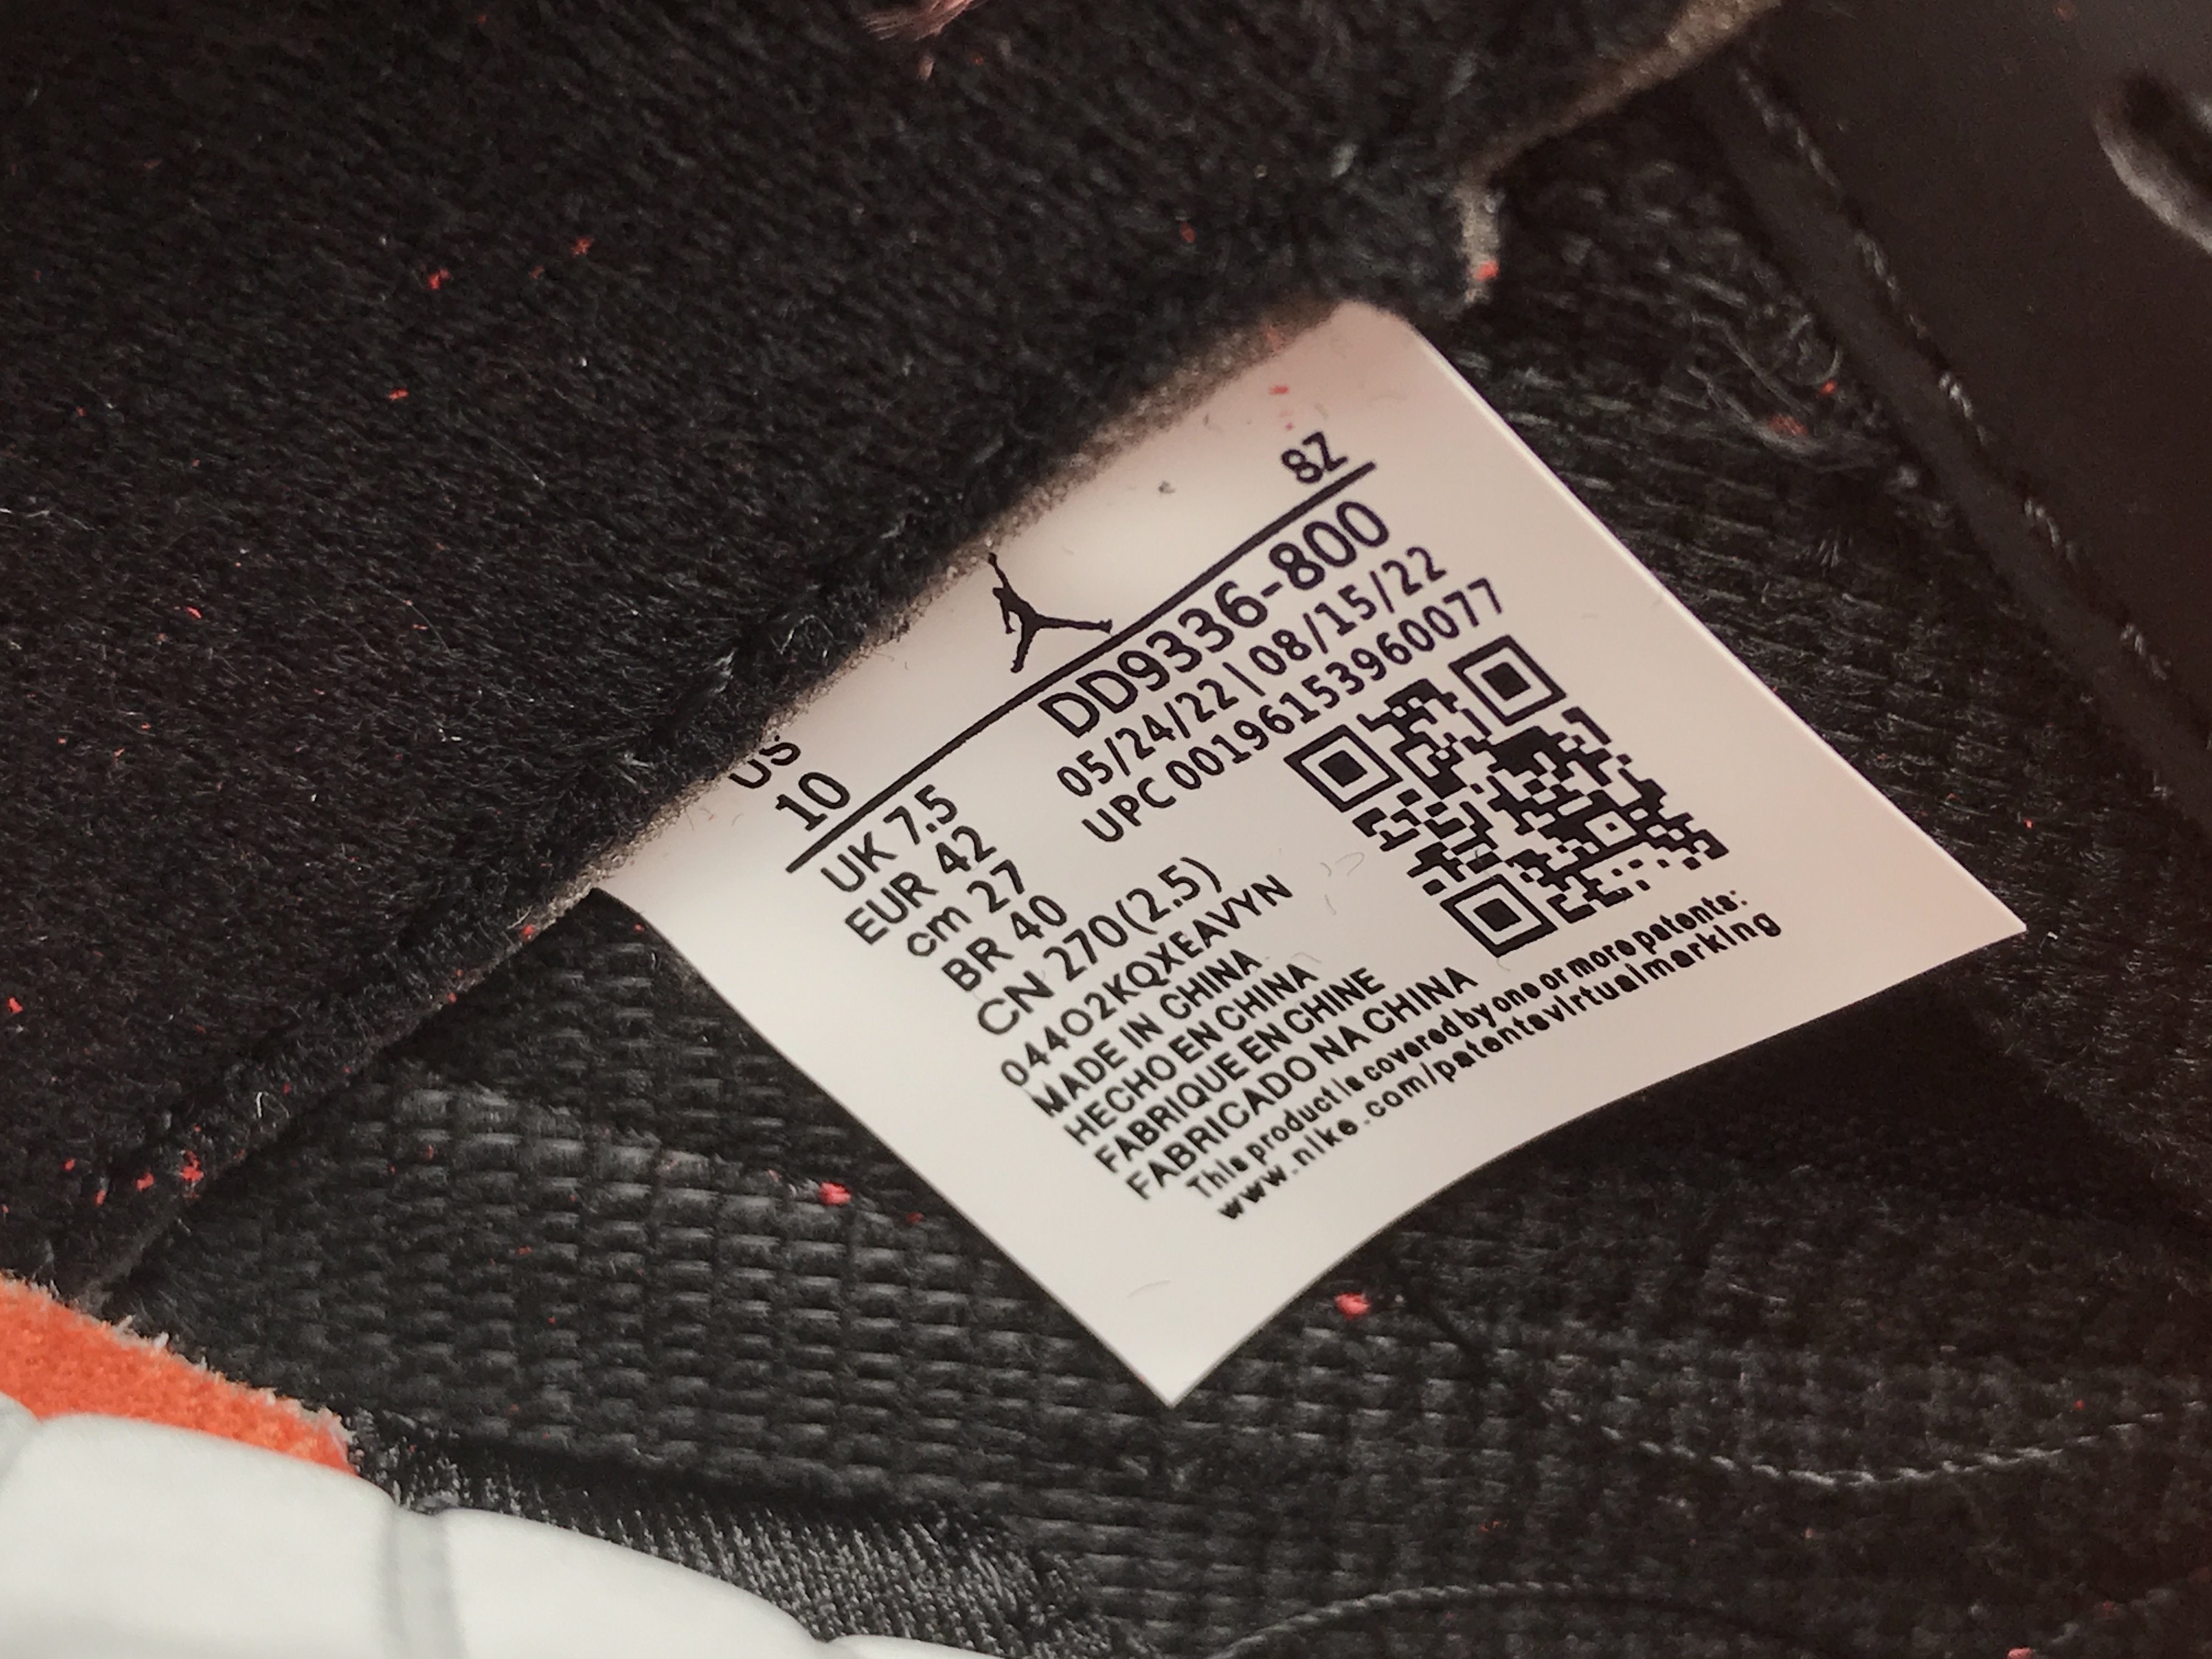 US
10
8Z
UK 7.5
EUR 42
cm 27
BR 40
CN 270(2.5)
DD9336-800
05/24/22 | 08/15/22
UPC 00196153960077
044O2KQXEAVYN
MADE IN CHINA
HECHO EN CHINA
FABRIQUE EN CHINE
FABRICADO NA CHINA
This product is covered by one or more patents:
www.nike.com/patentsvirtualmarking